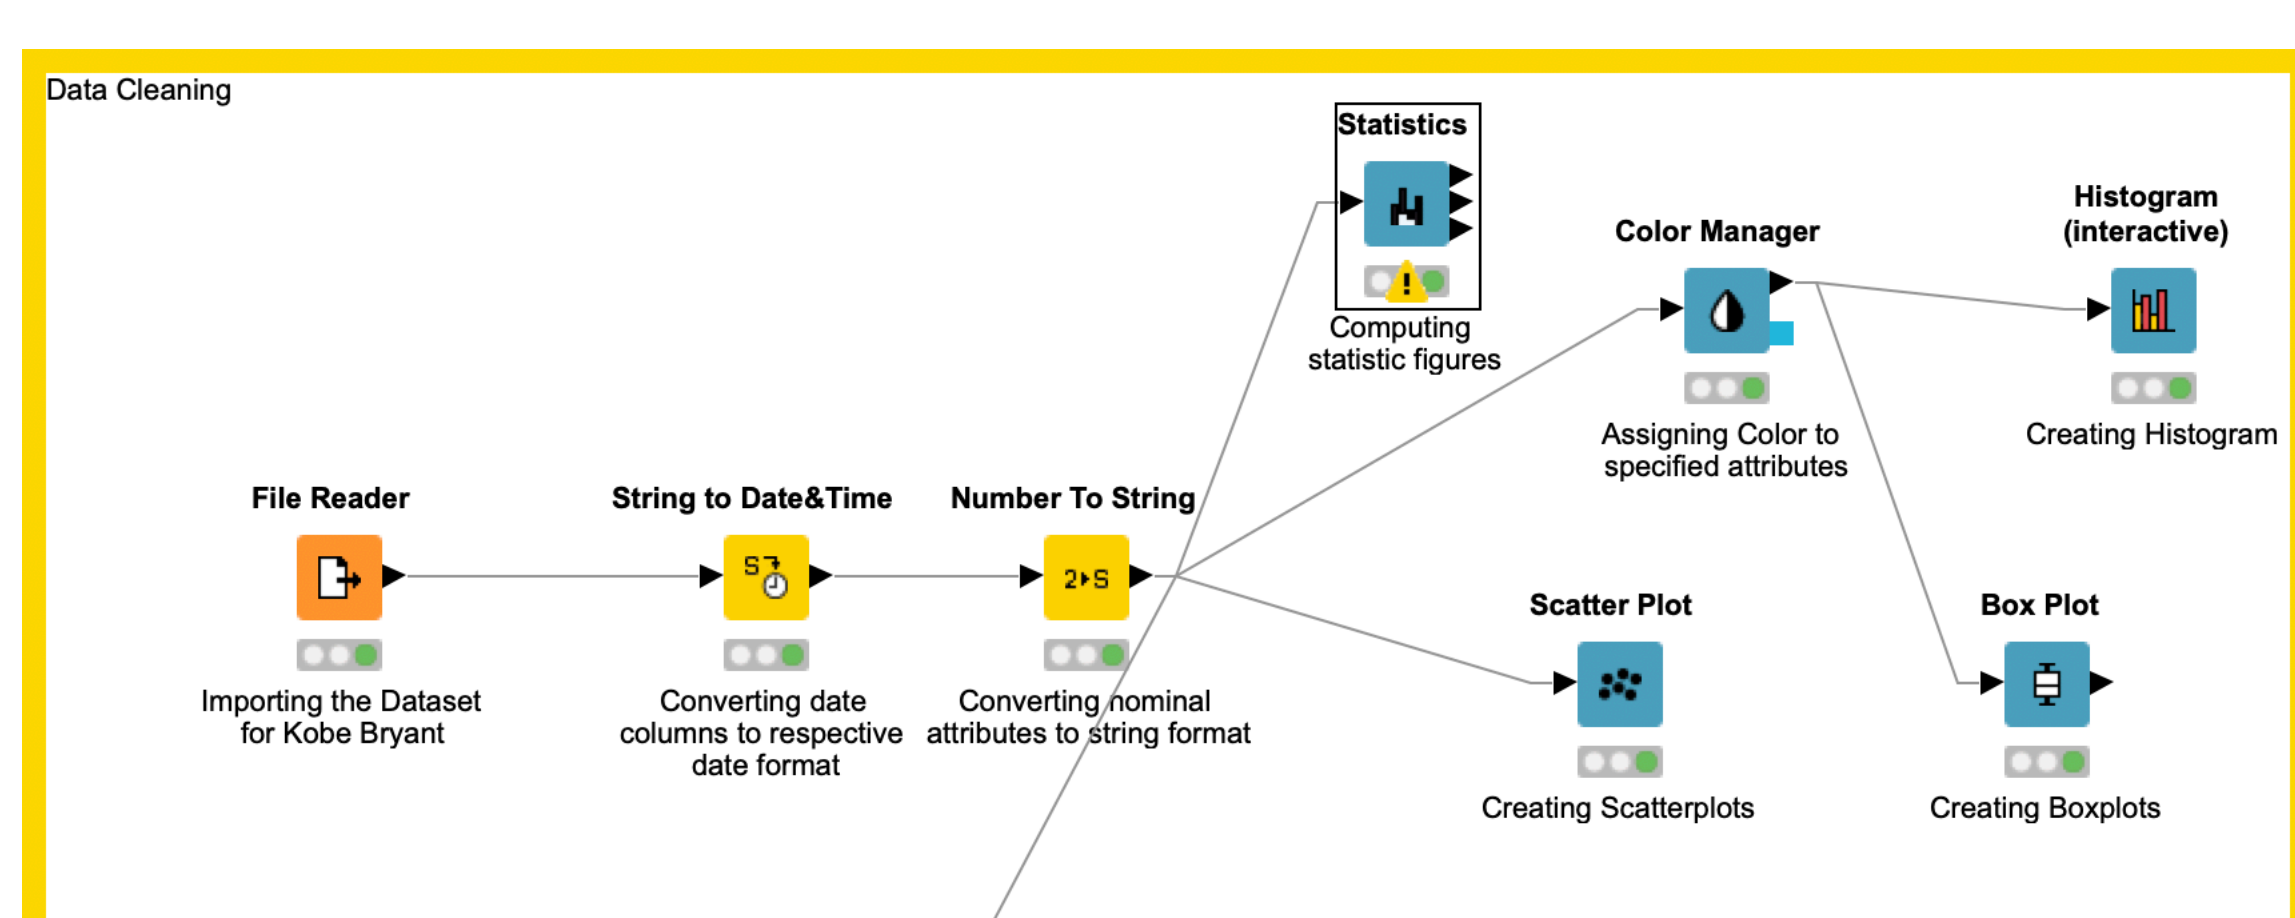 Data Cleaning
Statistics
Computing
statistic figures
Color Manager
Assigning Color to
specified attributes
Histogram
(interactive)
Creating Histogram
File Reader
Importing the Dataset
for Kobe Bryant
String to Date&Time
S
Converting date
columns to respective
date format
Number To String
2▸S
Converting nominal
attributes to string format
Scatter Plot
Creating Scatterplots
Box Plot
Creating Boxplots